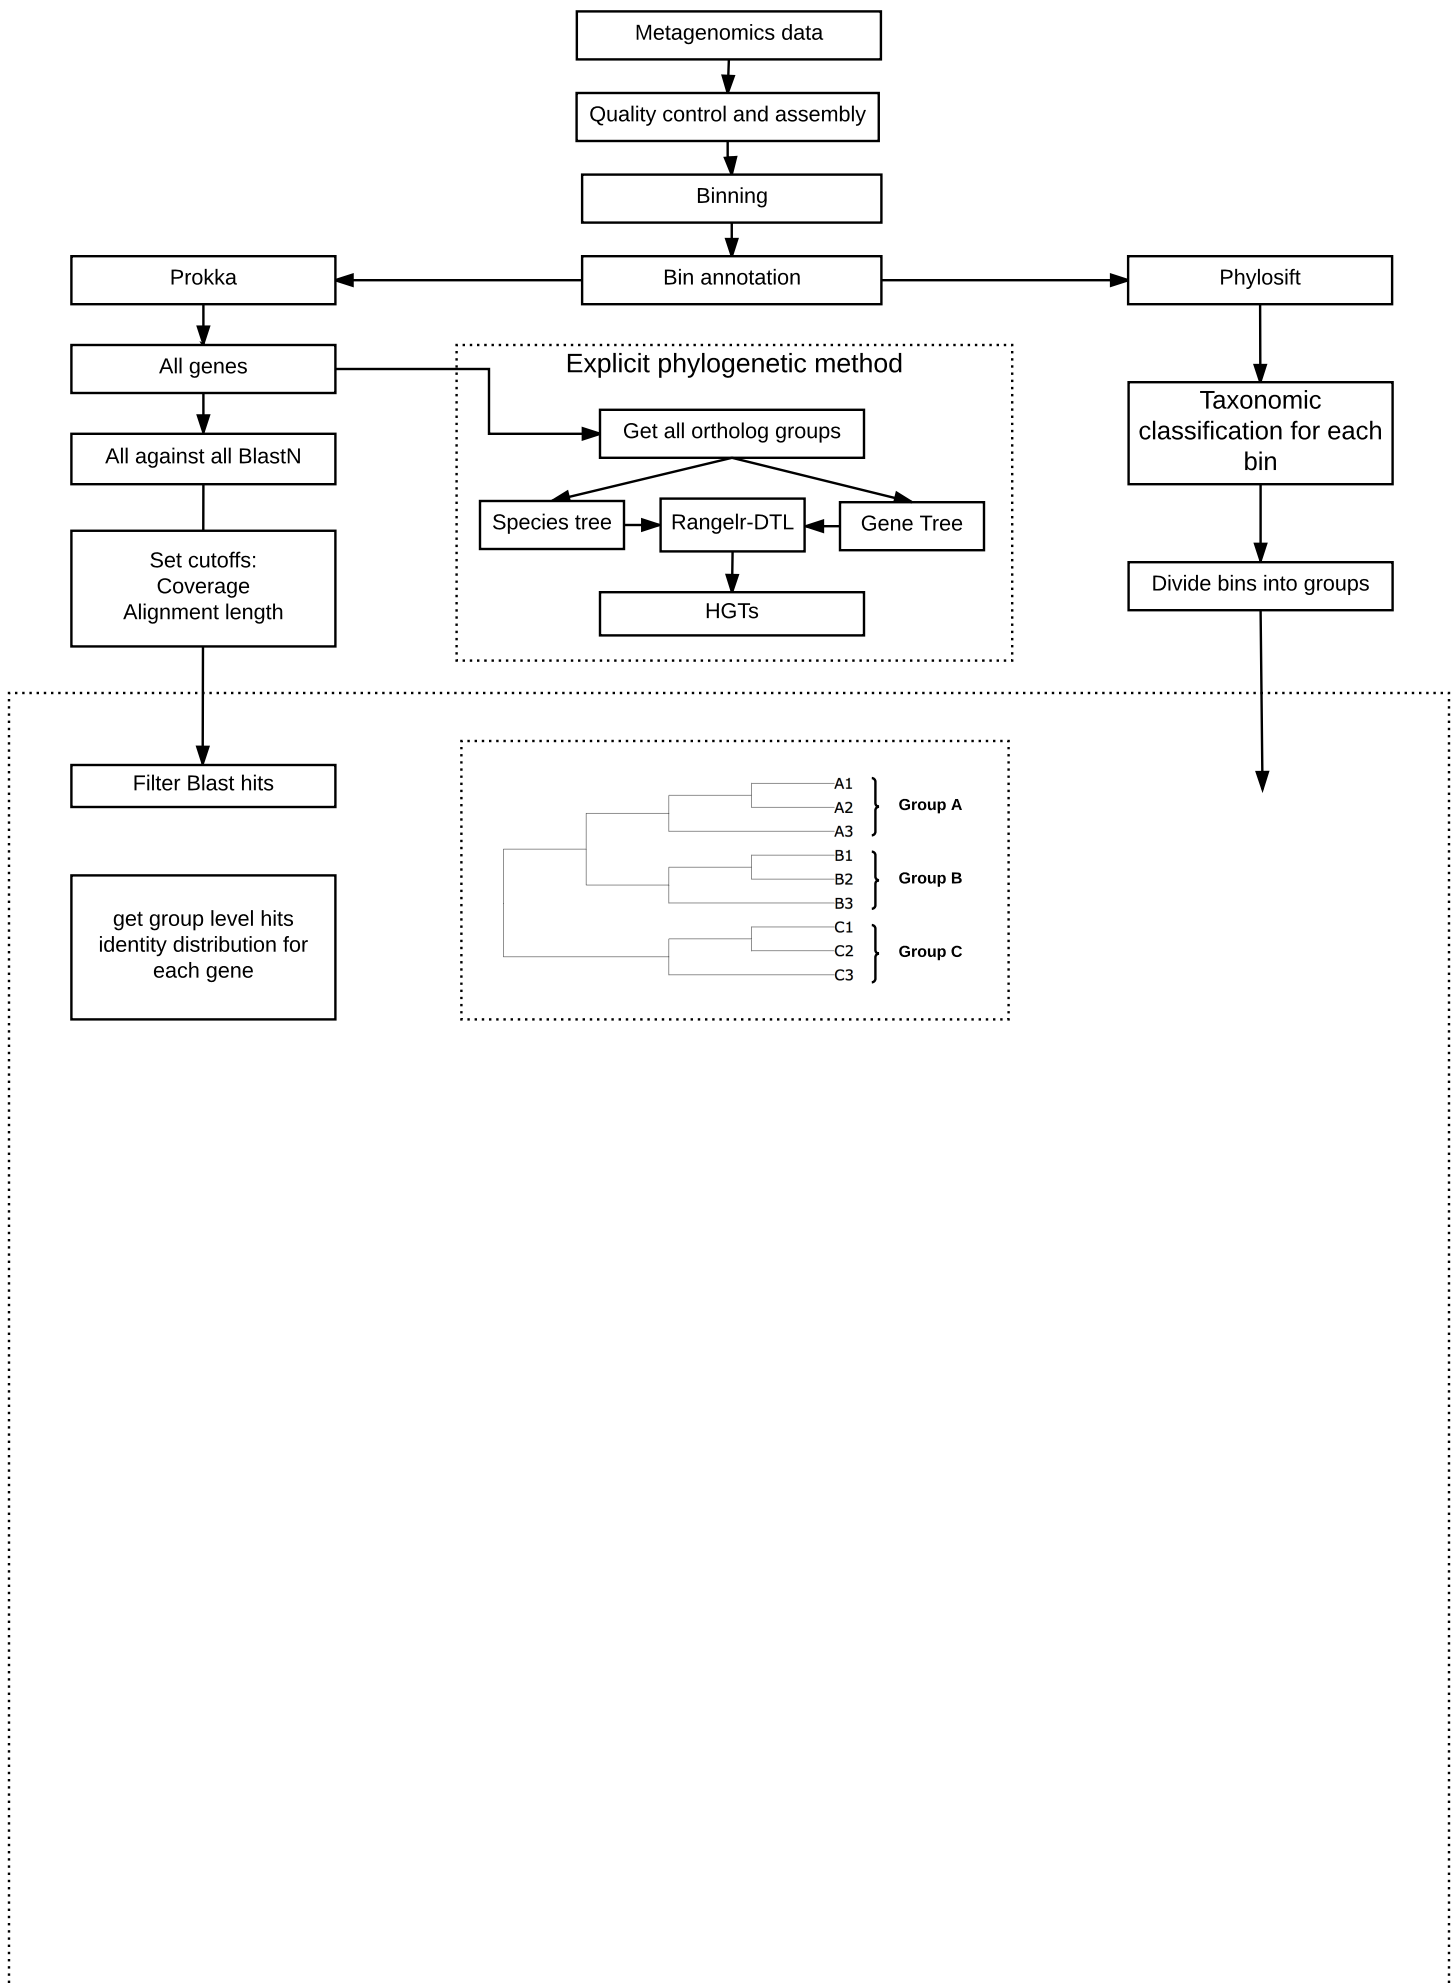 Metagenomics data
Quality control and assembly
Binning
Prokka
Bin annotation
Phylosift
All genes
All against all BlastN
Set cutoffs:
Coverage
Alignment length
Explicit phylogenetic method
Get all ortholog groups
Species tree
Rangelr-DTL
Gene Tree
HGTs
Taxonomic
classification for each
bin
Divide bins into groups
Filter Blast hits
get group level hits
identity distribution for
each gene
A1
A2
A3
Group A
B1
B2
B3
Group B
C1
C2
C3
Group C